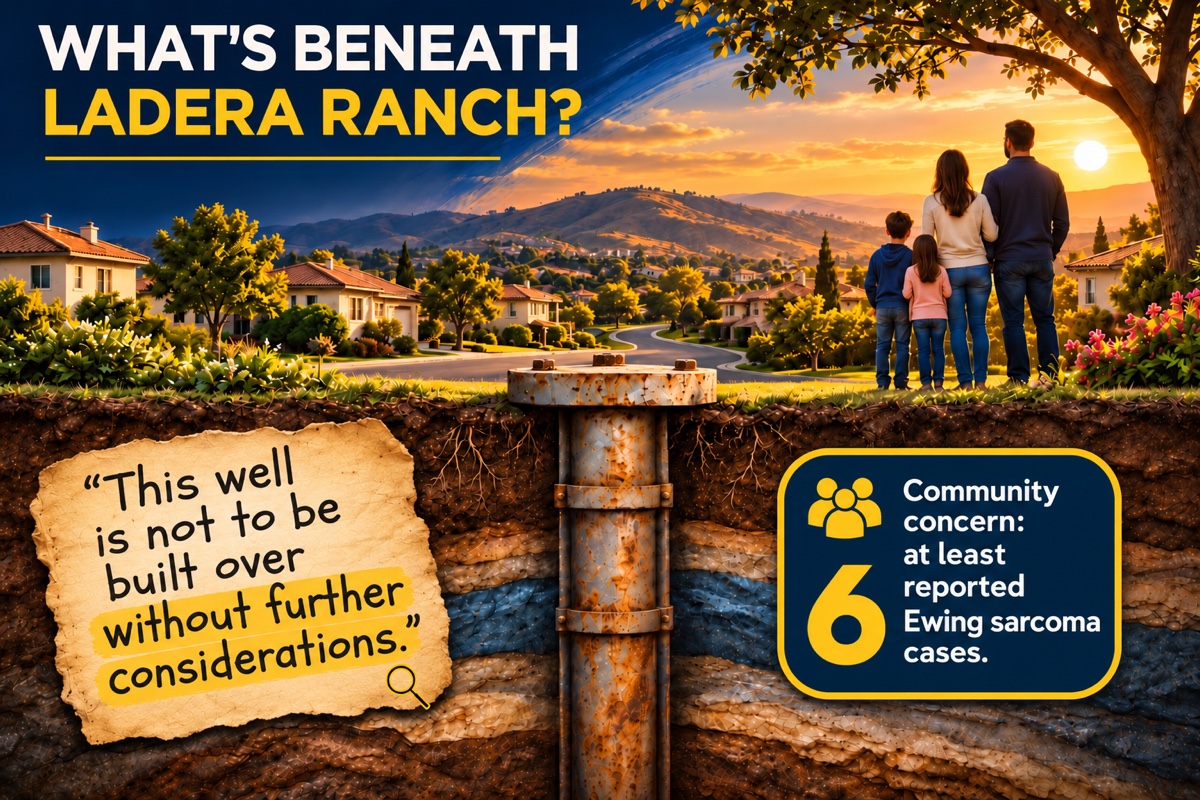 WHAT'S BENEATH
LADERA RANCH?
“This well
is not to be
built over
without further
considerations.”
Community
concern:
at least
reported
6
Ewing sarcoma
cases.